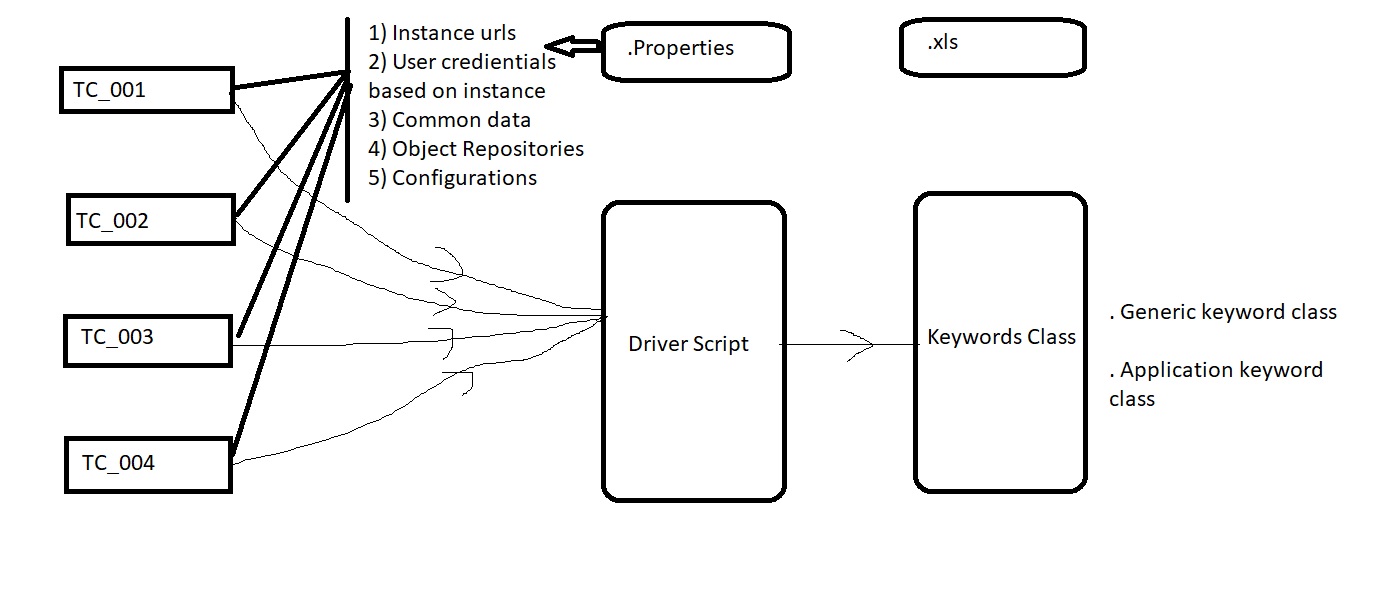 1) Instance urls
2) User credientials
based on instance
3) Common data
4) Object Repositories
5) Configurations
.Properties
.xls
TC_001
TC_002
TC_003
TC_004
Driver Script
Keywords Class
. Generic keyword class
. Application keyword
class